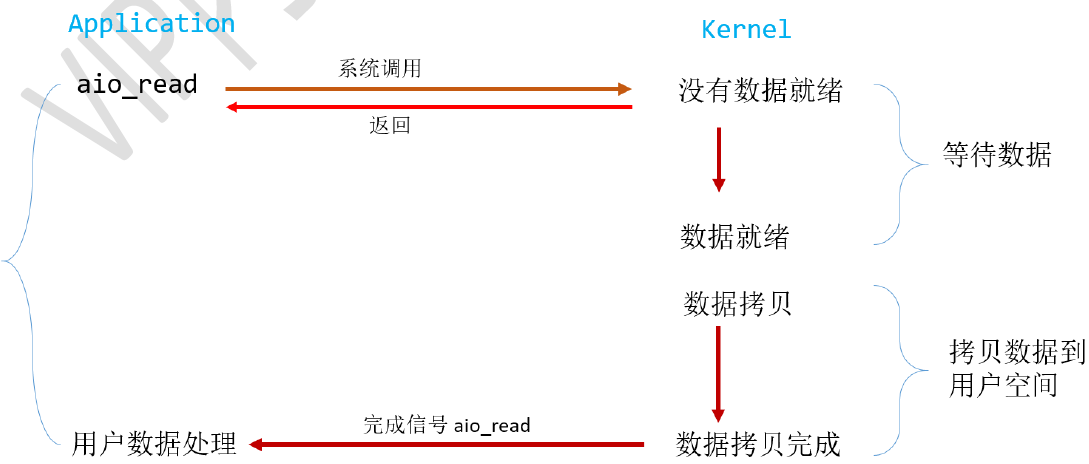 Application
Kernel
aio_read
系统调用
没有数据就绪
返回
等待数据
数据就绪
数据拷贝
拷贝数据到
用户空间
完成信号 aio_read
用户数据处理
数据拷贝完成